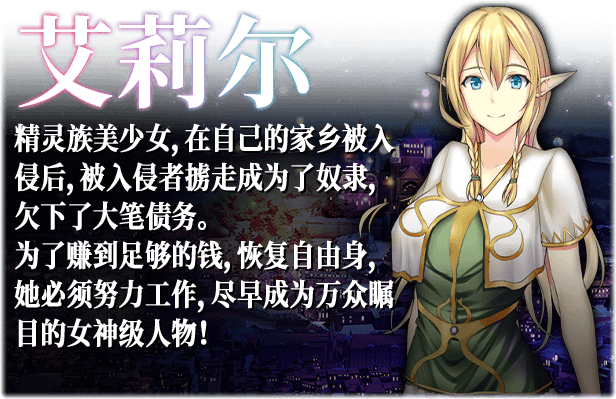 艾莉尔
精灵族美少女, 在自己的家乡被入
侵后, 被入侵者掳走成为了奴隶,
欠下了大笔债务。
为了赚到足够的钱, 恢复自由身,
她必须努力工作, 尽早成为万众瞩
目的女神级人物!